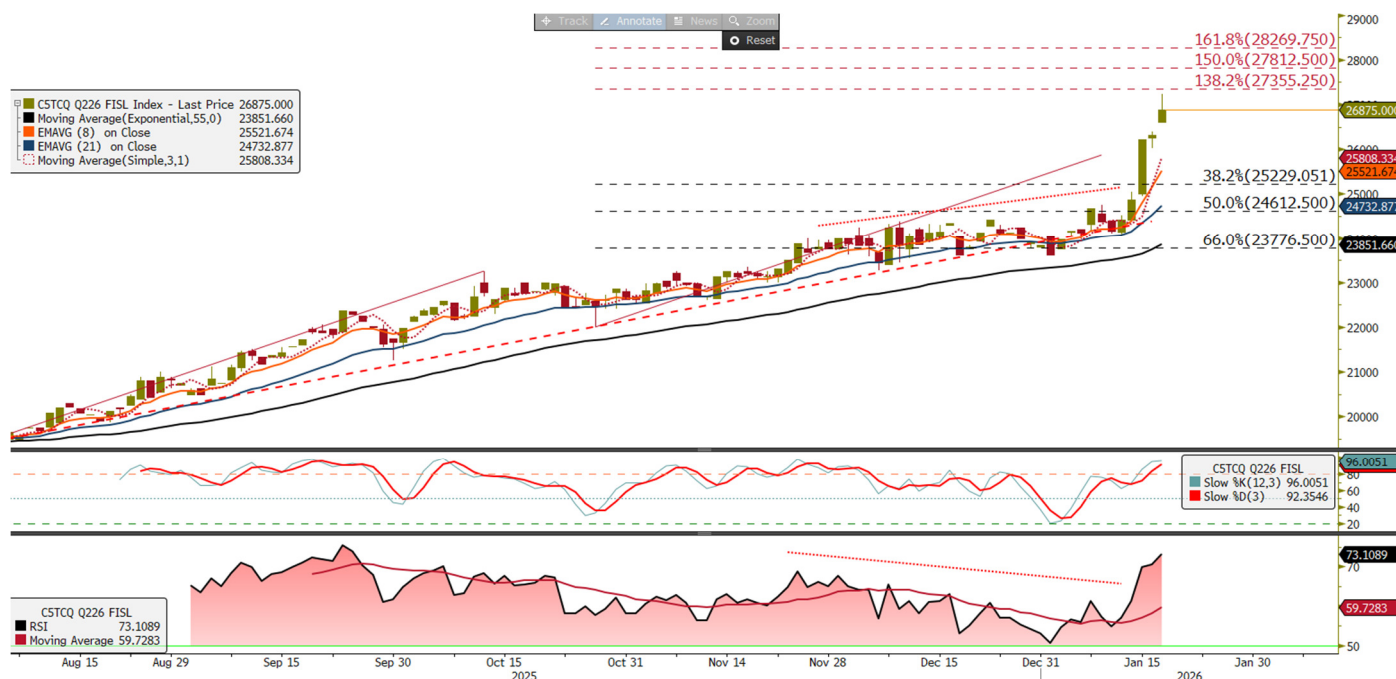 Track Annotate News Zoom
Reset
29000
28000
26000
25000
23000
22000
21000
20000
161.8%(28269.750)
150.0%(27812.500)
138.2%(27355.250)
38.2%(25229.051)
50.0%(24612.500)
66.0%(23776.500)
C5TCQ Q226 FISL Index - Last Price 26875.000
Moving Average(Exponential,55,0) 23851.660
EMAVG (8) on Close 25521.674
EMAVG (21) on Close 24732.877
Moving Average(Simple,3,1) 25808.334
26875.000
25808.334
25521.674
24732.877
23851.660
C5TCQ Q226 FISL
Slow %K(12,3) 96.0051
Slow %D(3) 92.3546
96.0051
80
60
40
20
C5TCQ Q226 FISL
RSI 73.1089
Moving Average 59.7283
73.1089
70
59.7283
50
Aug 15 Aug 29 Sep 15 Sep 30 Oct 15 Oct 31 Nov 14 Nov 28 Dec 15 Dec 31 Jan 15 Jan 30
2025 2026